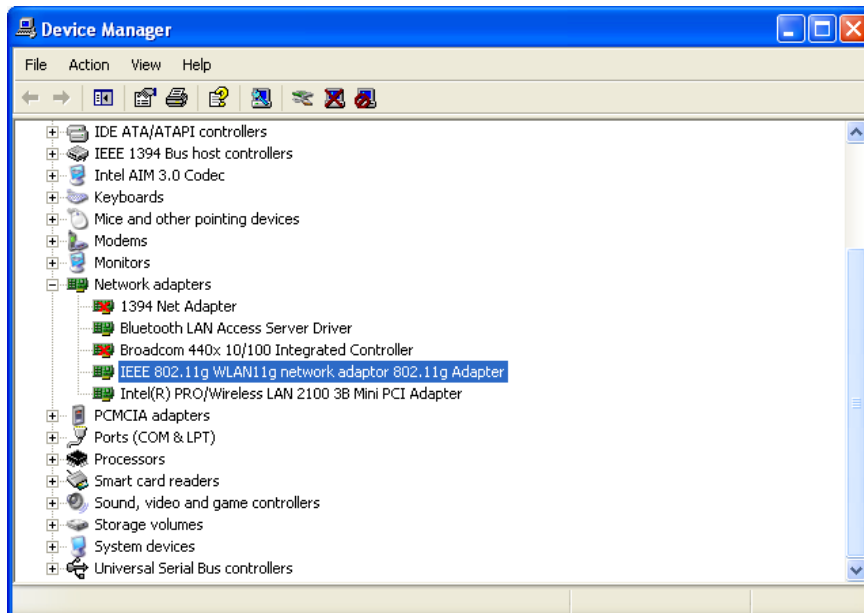 Device Manager
File Action View Help
IDE ATA/ATAPI controllers
IEEE 1394 Bus host controllers
Intel AIM 3.0 Codec
Keyboards
Mice and other pointing devices
Modems
Monitors
Network adapters
1394 Net Adapter
Bluetooth LAN Access Server Driver
Broadcom 440x 10/100 Integrated Controller
IEEE 802.11g WLAN11g network adaptor 802.11g Adapter
Intel(R) PRO/Wireless LAN 2100 3B Mini PCI Adapter
PCMCIA adapters
Ports (COM & LPT)
Processors
Smart card readers
Sound, video and game controllers
Storage volumes
System devices
Universal Serial Bus controllers